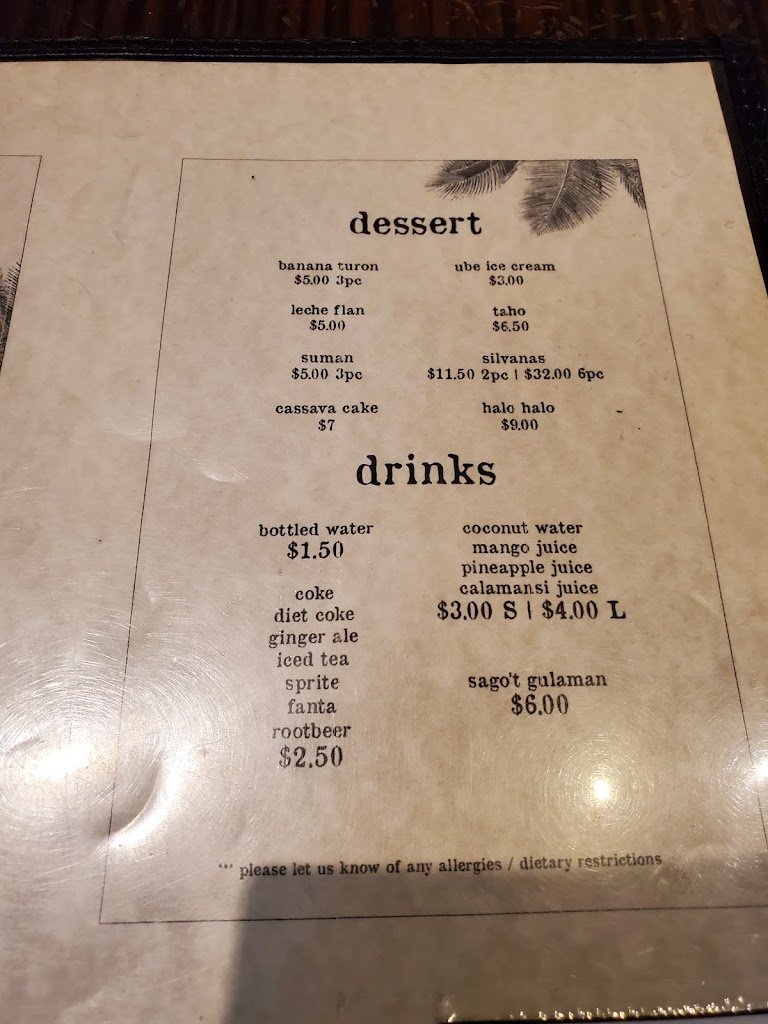 dessert
banana turon
$5.00 3pc
leche flan
$5.00
suman
$5.00 3pc
cassava cake
$7
ube ice cream
$3.00
taho
$6.50
silvanas
$11.50 2pc | $32.00 6pc
halo halo
$9.00
drinks
bottled water
$1.50
coke
diet coke
ginger ale
iced tea
sprite
fanta
rootbeer
$2.50
coconut water
mango juice
pineapple juice
calamansi juice
$3.00 S | $4.00 L
sago't gulaman
$6.00
*** please let us know of any allergies / dietary restrictions